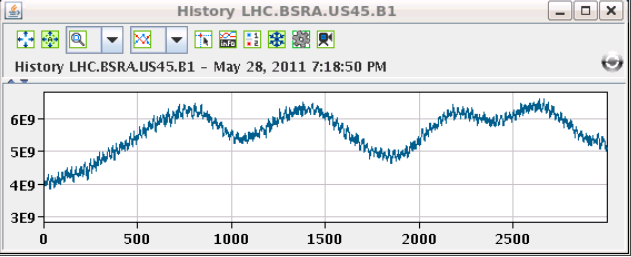 History LHC.BSRA.US45.B1
History LHC.BSRA.US45.B1 - May 28, 2011 7:18:50 PM
6E9
5E9
4E9
3E9
0 500 1000 1500 2000 2500